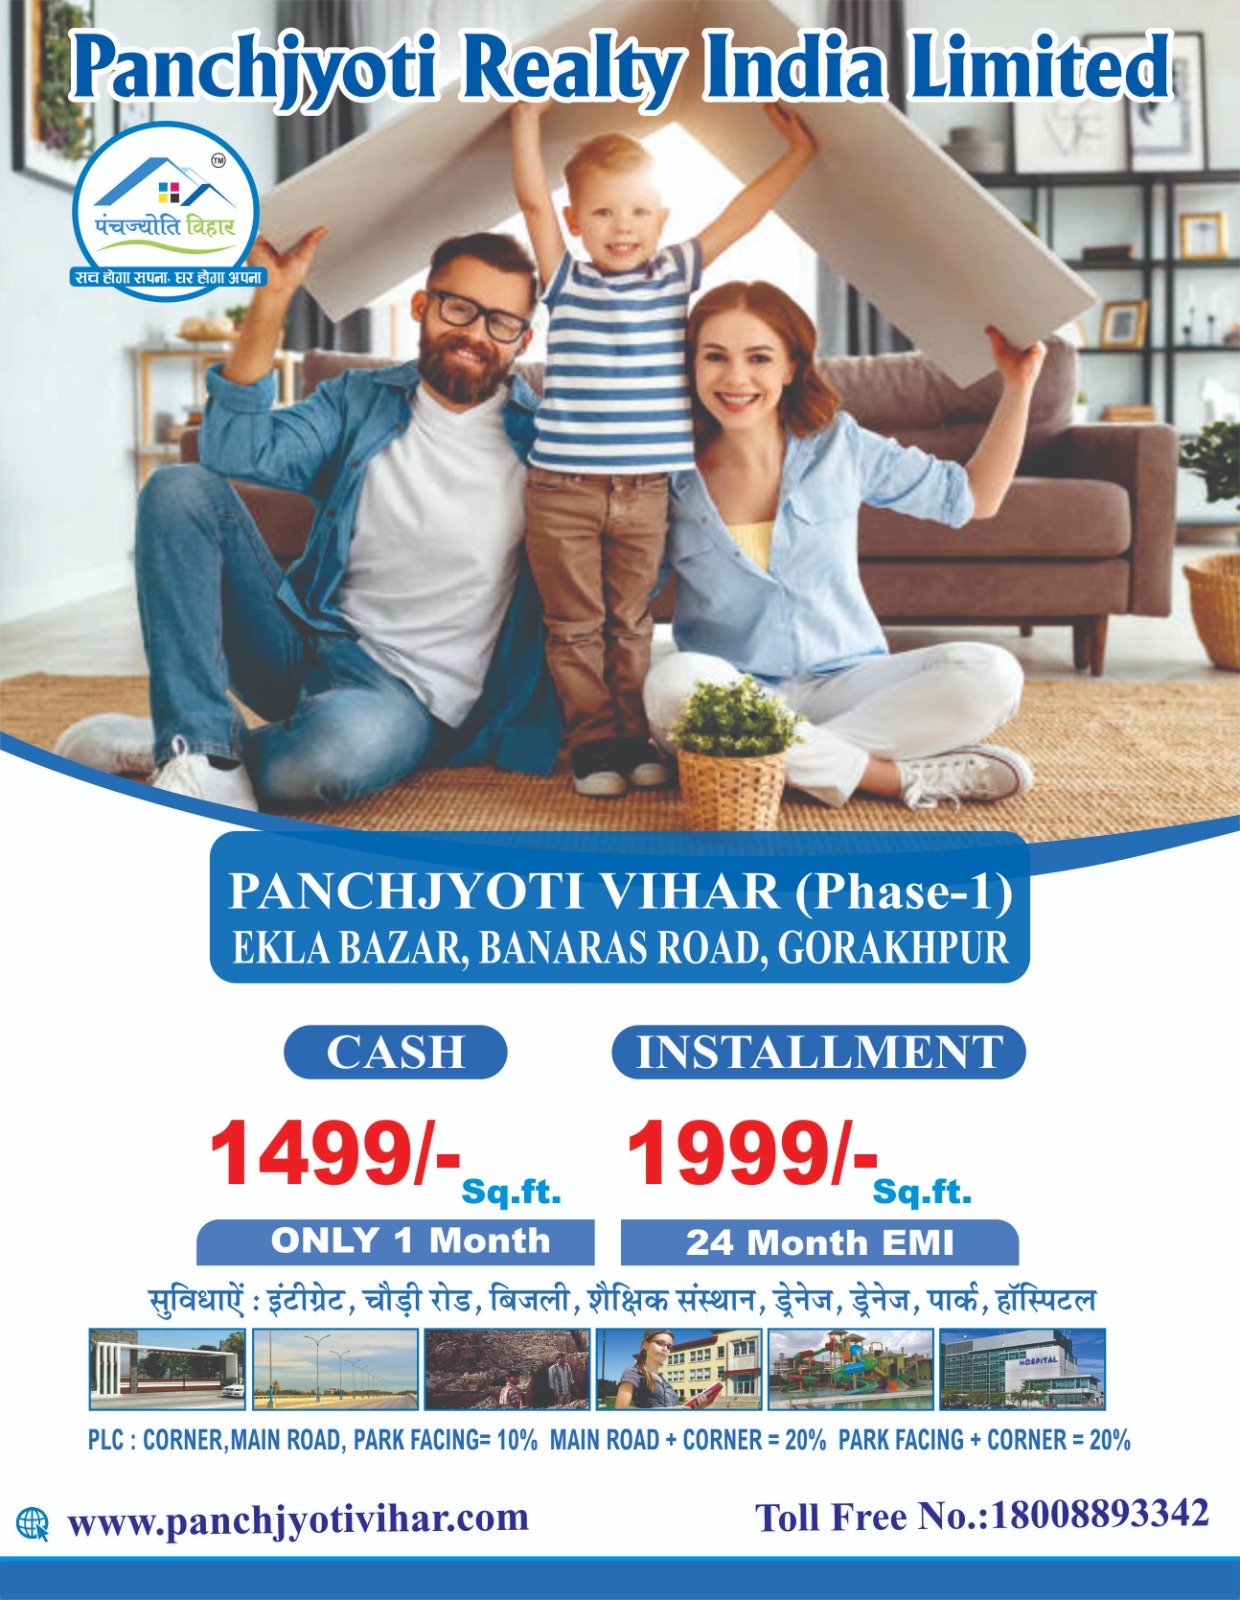 Panchjyoti Realty India Limited
TM
पंचज्योति विहार
सच होगा सपना- घर होगा अपना
PANCHJYOTI VIHAR (Phase-1)
EKLA BAZAR, BANARAS ROAD, GORAKHPUR
CASH
INSTALLMENT
1499/- Sq.ft.
1999/- Sq.ft.
ONLY 1 Month
24 Month EMI
सुविधाऐं : इंटीग्रेट, चौड़ी रोड, बिजली, शैक्षिक संस्थान, ड्रेनेज, ड्रेनेज, पार्क, हॉस्पिटल
HOSPITAL
PLC : CORNER,MAIN ROAD, PARK FACING= 10% MAIN ROAD + CORNER = 20% PARK FACING + CORNER = 20%
www.panchjyotivihar.com
Toll Free No.:18008893342